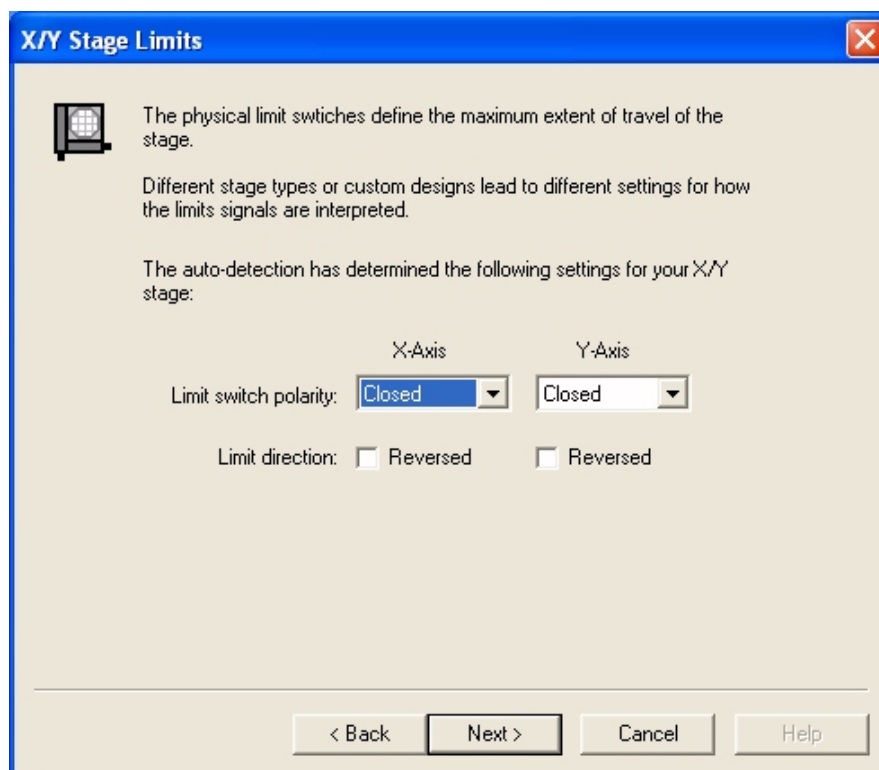 X/Y Stage Limits
The physical limit swtiches define the maximum extent of travel of the
stage.
Different stage types or custom designs lead to different settings for how
the limits signals are interpreted.
The auto-detection has determined the following settings for your X/Y
stage:
X-Axis Y-Axis
Limit switch polarity: Closed Closed
Limit direction: Reversed Reversed
< Back Next > Cancel Help